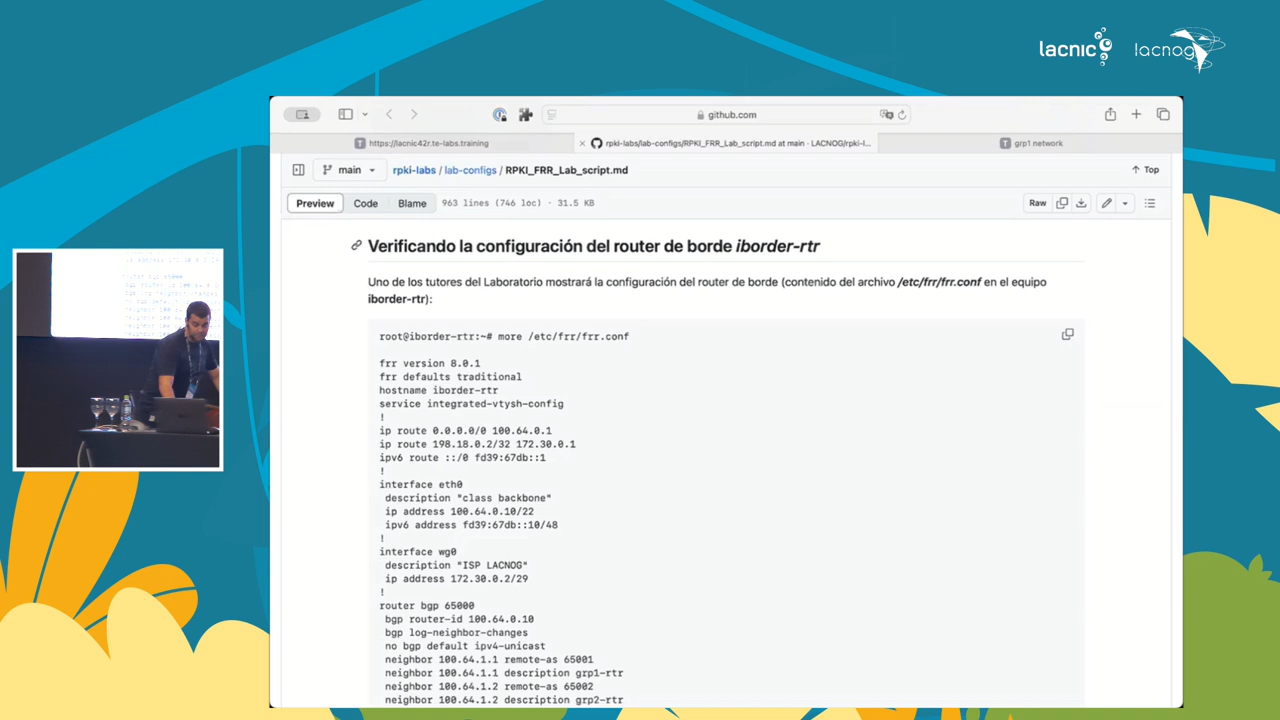 lacnic
lacnog
github.com
https://lacnic42r.te-labs.training
rpki-labs/lab-configs/RPKI_FRR_Lab_script.md at main · LACNOG/rpki-l...
grp1 network
main
rpki-labs / lab-configs / RPKI_FRR_Lab_script.md
Top
Preview
Code
Blame
963 lines (746 loc) · 31.5 KB
Raw
Verificando la configuración del router de borde iborder-rtr
Uno de los tutores del Laboratorio mostrará la configuración del router de borde (contenido del archivo /etc/frr/frr.conf en el equipo
iborder-rtr):
root@iborder-rtr:~# more /etc/frr/frr.conf
frr version 8.0.1
frr defaults traditional
hostname iborder-rtr
service integrated-vtysh-config
!
ip route 0.0.0.0/0 100.64.0.1
ip route 198.18.0.2/32 172.30.0.1
ipv6 route ::/0 fd39:67db::1
!
interface eth0
description "class backbone"
ip address 100.64.0.10/22
ipv6 address fd39:67db::10/48
!
interface wg0
description "ISP LACNOG"
ip address 172.30.0.2/29
!
router bgp 65000
bgp router-id 100.64.0.10
bgp log-neighbor-changes
no bgp default ipv4-unicast
neighbor 100.64.1.1 remote-as 65001
neighbor 100.64.1.1 description grp1-rtr
neighbor 100.64.1.2 remote-as 65002
neighbor 100.64.1.2 description grp2-rtr